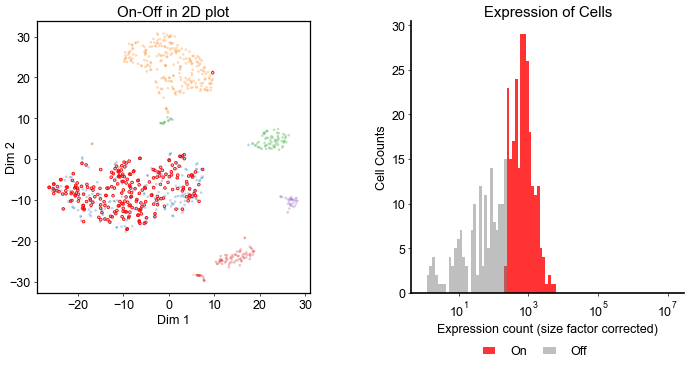 On-Off in 2D plot
30
20
10
0
−10
−20
−30
−20 −10 0 10 20 30
Dim 2
Dim 1
Expression of Cells
30
25
20
15
10
5
0
10^1 10^3 10^5 10^7
Cell Counts
Expression count (size factor corrected)
On Off